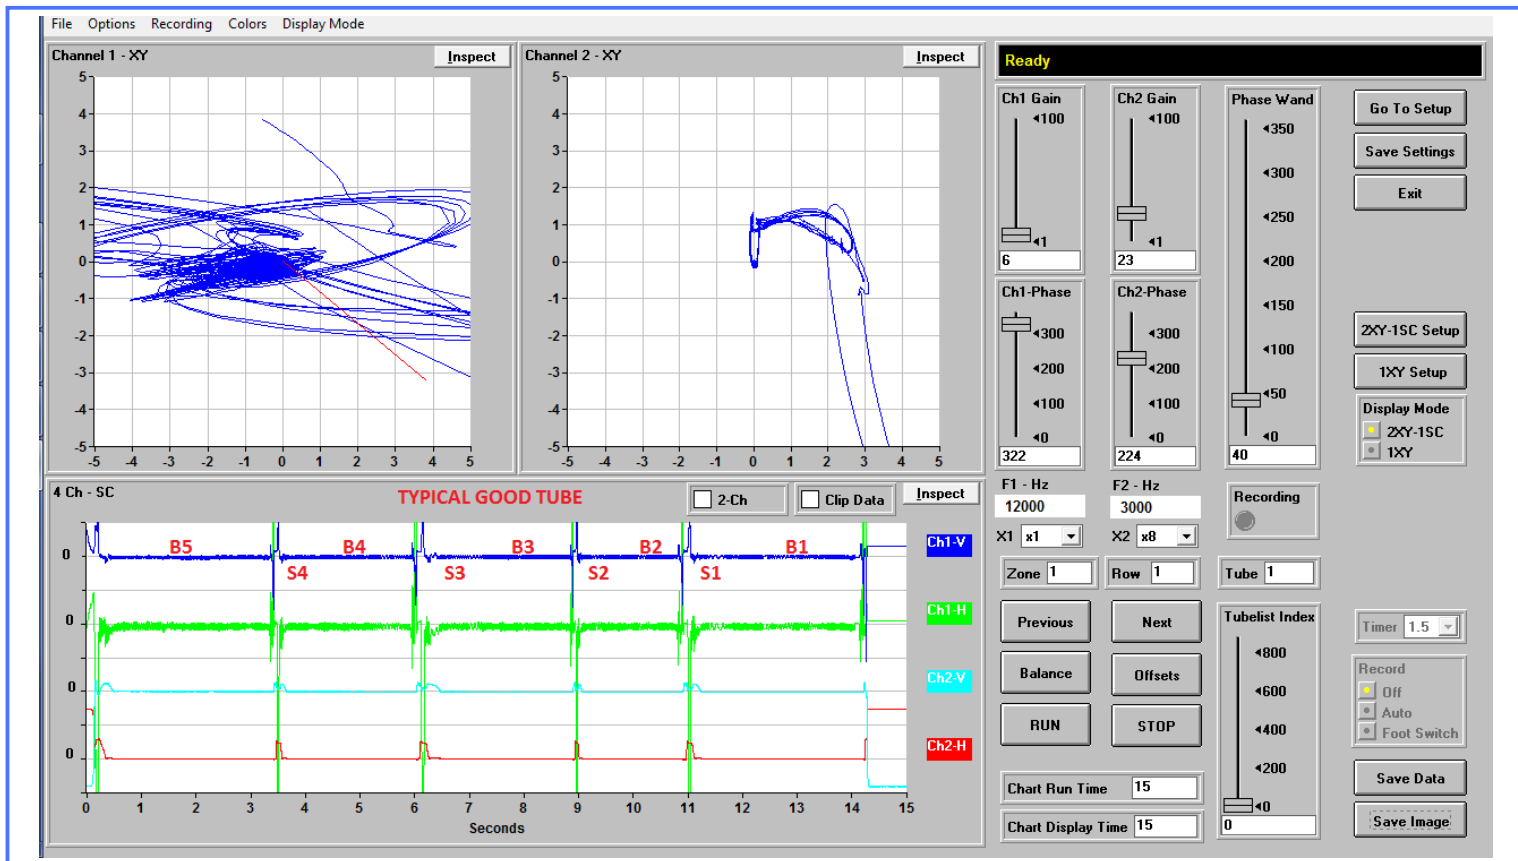 File Options Recording Colors Display Mode
Channel 1 - XY
Inspect
5
4
3
2
1
0
-1
-2
-3
-4
-5
-5 -4 -3 -2 -1 0 1 2 3 4 5
Channel 2 - XY
Inspect
5
4
3
2
1
0
-1
-2
-3
-4
-5
-5 -4 -3 -2 -1 0 1 2 3 4 5
Ready
Ch1 Gain
100
1
6
Ch2 Gain
100
1
23
Phase Wand
350
300
250
200
150
100
50
0
40
Ch1-Phase
300
200
100
0
322
Ch2-Phase
300
200
100
0
224
Go To Setup
Save Settings
Exit
2XY-1SC Setup
1XY Setup
Display Mode
2XY-1SC
1XY
4 Ch - SC
TYPICAL GOOD TUBE
2-Ch
Clip Data
Inspect
0
0
0
0
B5 B4 B3 B2 B1
S4 S3 S2 S1
Ch1-V
Ch1-H
Ch2-V
Ch2-H
0 1 2 3 4 5 6 7 8 9 10 11 12 13 14 15
Seconds
F1 - Hz
12000
F2 - Hz
3000
X1 x1
X2 x8
Recording
Zone 1
Row 1
Tube 1
Previous
Next
Balance
Offsets
RUN
STOP
Chart Run Time 15
Chart Display Time 15
Tubelist Index
800
600
400
200
0
0
Timer 1.5
Record
Off
Auto
Foot Switch
Save Data
Save Image